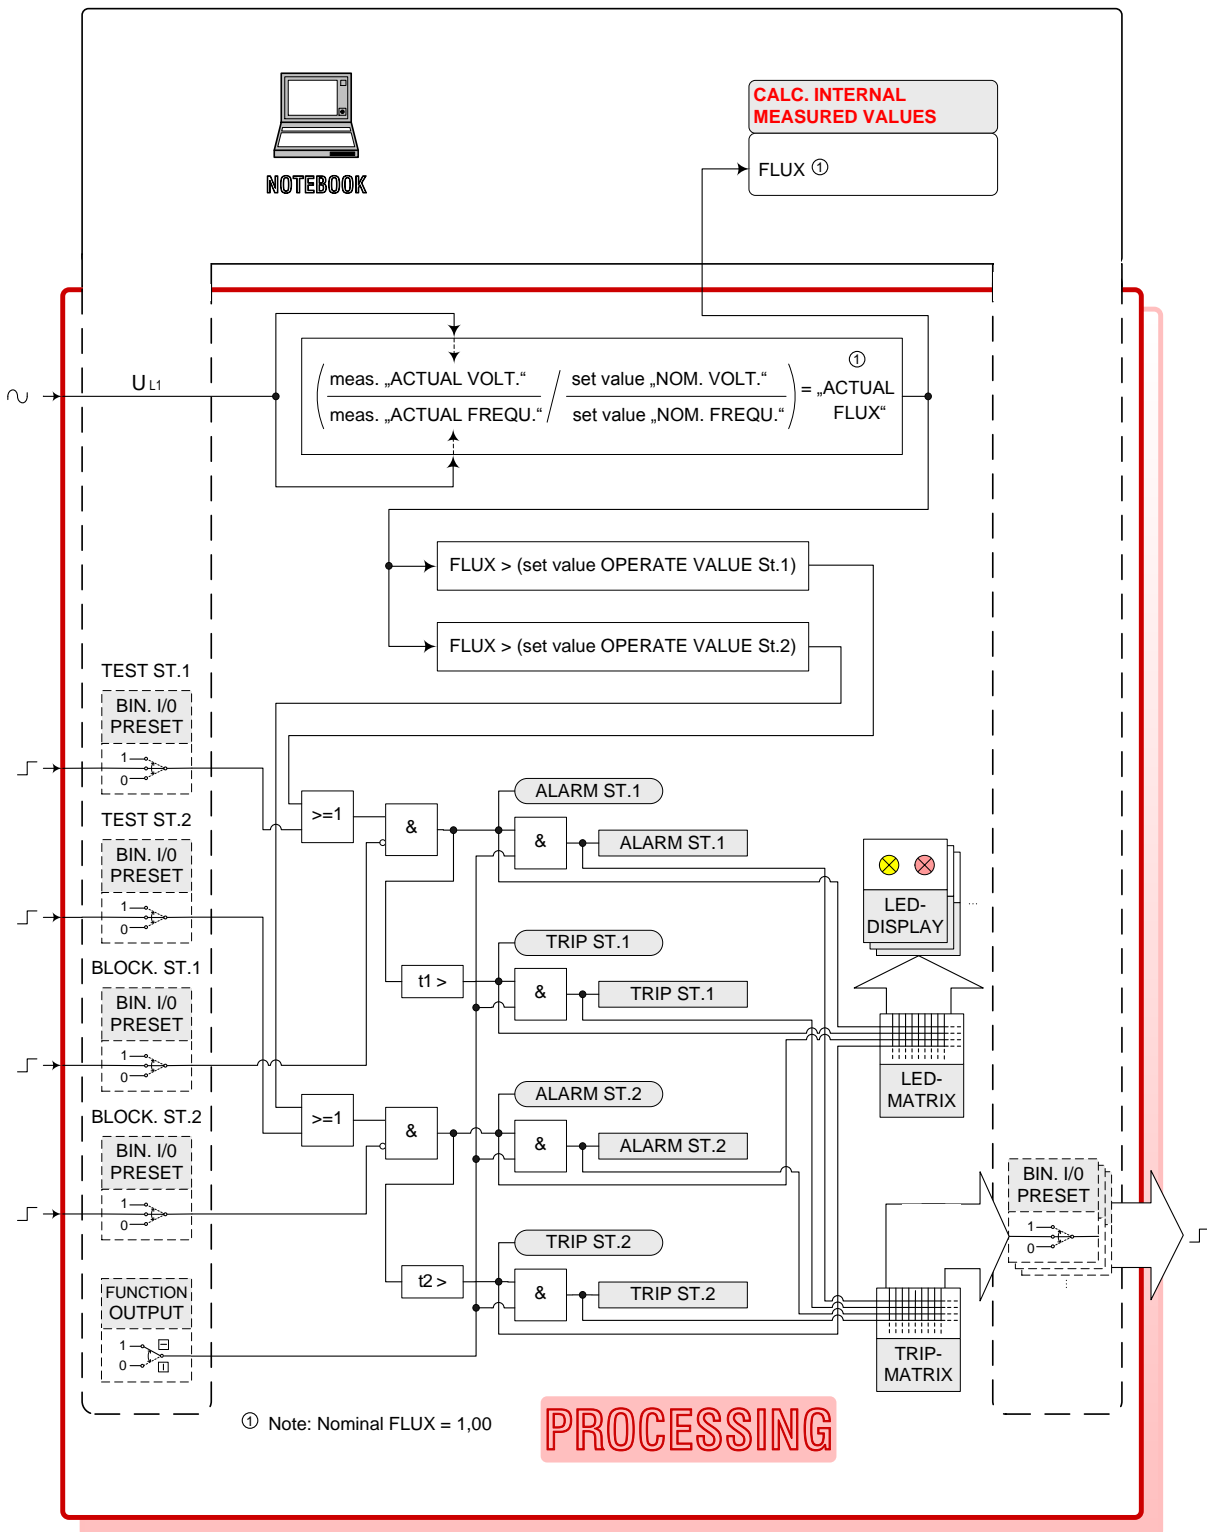 CALC. INTERNAL
MEASURED VALUES
FLUX ①
NOTEBOOK
U L1
meas. „ACTUAL VOLT.“
meas. „ACTUAL FREQU.“
/
set value „NOM. VOLT.“
set value „NOM. FREQU.“
①
= „ACTUAL
FLUX“
FLUX > (set value OPERATE VALUE St.1)
FLUX > (set value OPERATE VALUE St.2)
TEST ST.1
BIN. I/0
PRESET
1
0
>=1
&
ALARM ST.1
&
ALARM ST.1
TEST ST.2
BIN. I/0
PRESET
1
0
LED-
DISPLAY
...
BLOCK. ST.1
BIN. I/0
PRESET
1
0
t1 >
TRIP ST.1
&
TRIP ST.1
LED-
MATRIX
BLOCK. ST.2
BIN. I/0
PRESET
1
0
>=1
&
ALARM ST.2
&
ALARM ST.2
BIN. I/0
PRESET
1
0
...
t2 >
TRIP ST.2
&
TRIP ST.2
FUNCTION
OUTPUT
1
0
TRIP-
MATRIX
① Note: Nominal FLUX = 1,00
PROCESSING